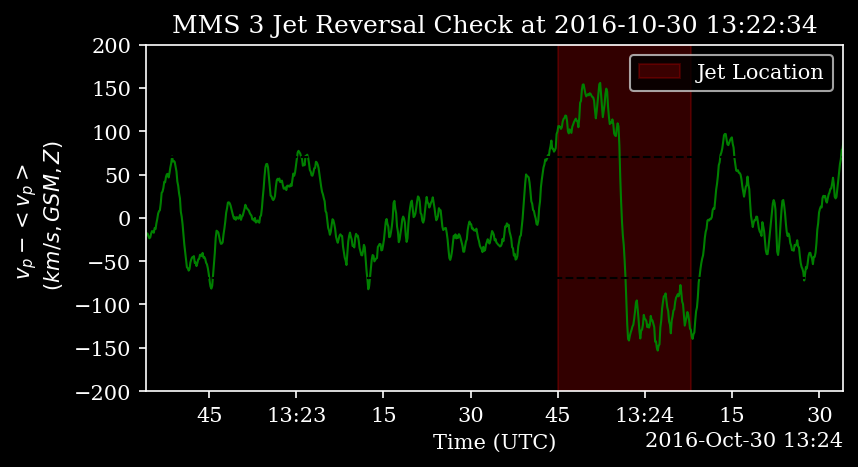 MMS 3 Jet Reversal Check at 2016-10-30 13:22:34
Jet Location
200
150
100
50
0
−50
−100
−150
−200
v_p − <v_p>
(km/s, GSM, Z)
45 13:23 15 30 45 13:24 15 30
Time (UTC)
2016-Oct-30 13:24